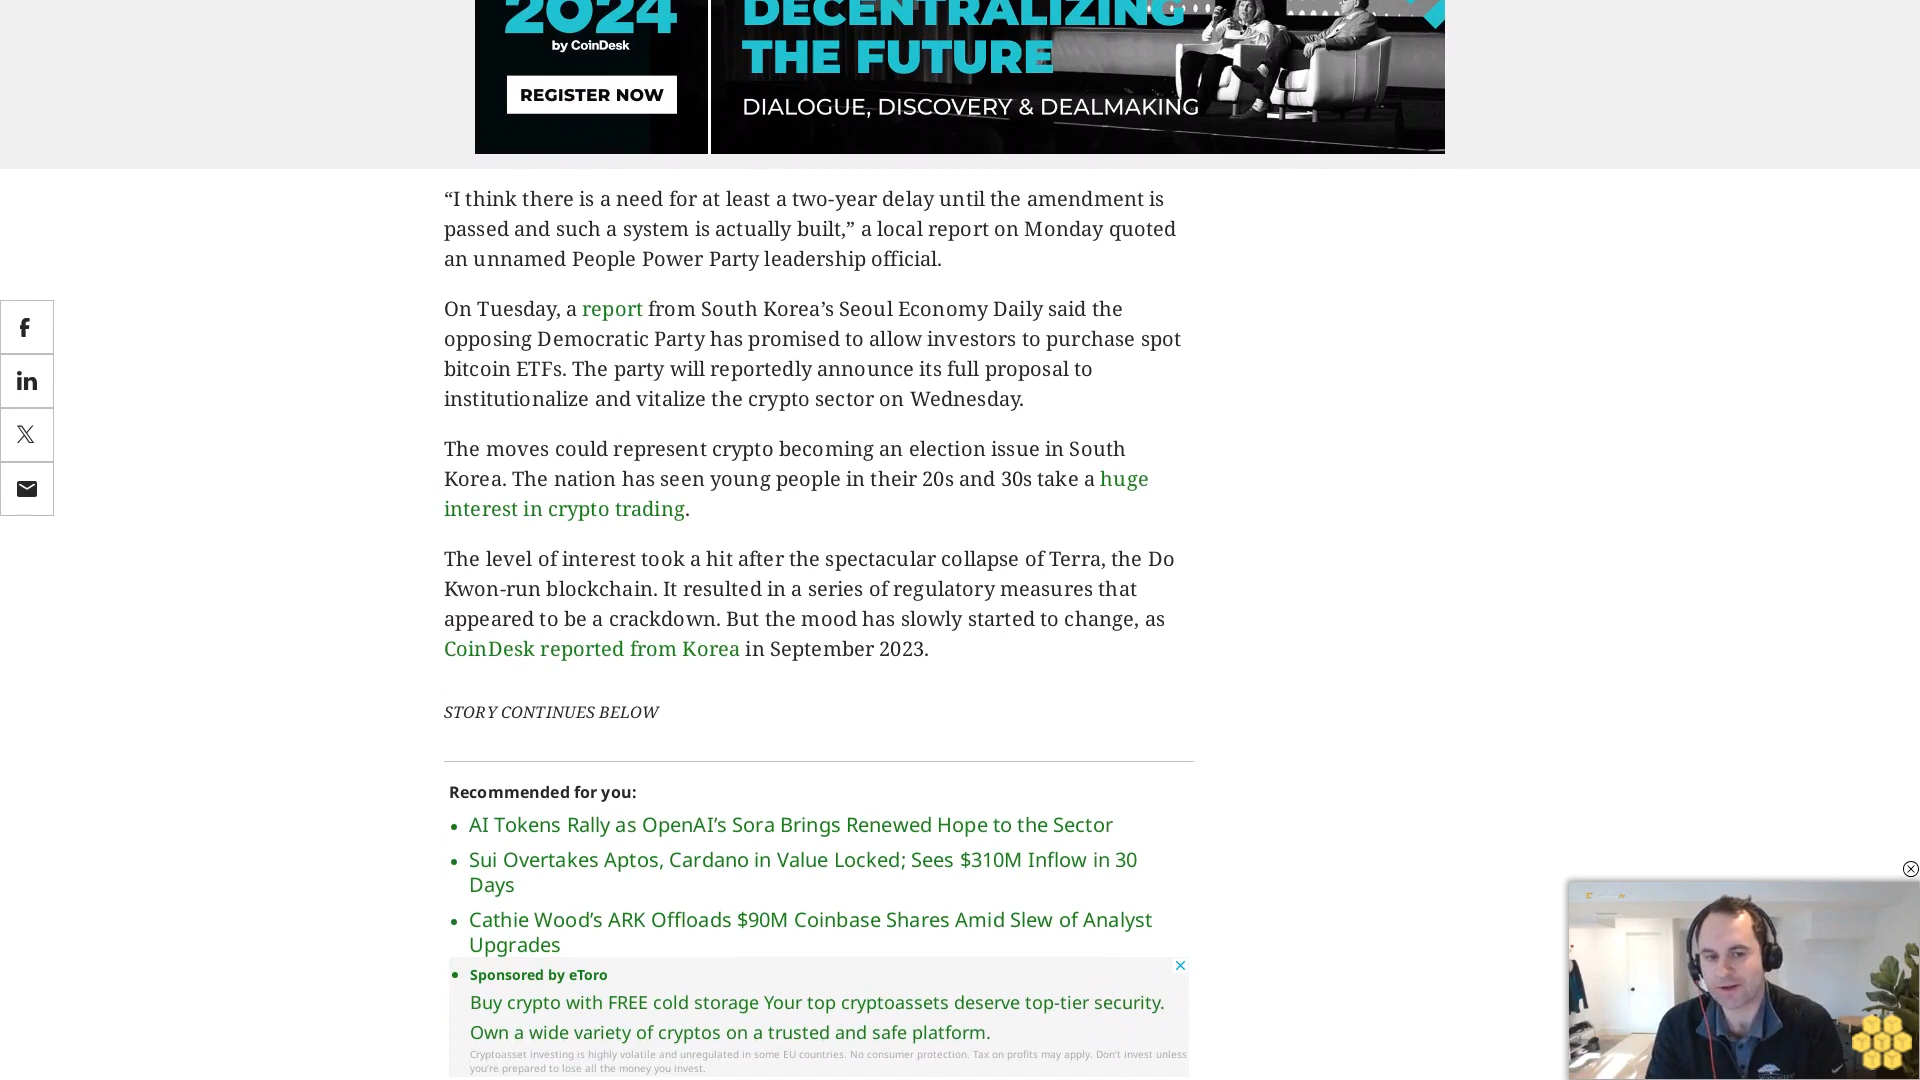 2024
by CoinDesk
REGISTER NOW
DECENTRALIZING
THE FUTURE
DIALOGUE, DISCOVERY & DEALMAKING
“I think there is a need for at least a two-year delay until the amendment is
passed and such a system is actually built,” a local report on Monday quoted
an unnamed People Power Party leadership official.
On Tuesday, a report from South Korea’s Seoul Economy Daily said the
opposing Democratic Party has promised to allow investors to purchase spot
bitcoin ETFs. The party will reportedly announce its full proposal to
institutionalize and vitalize the crypto sector on Wednesday.
The moves could represent crypto becoming an election issue in South
Korea. The nation has seen young people in their 20s and 30s take a huge
interest in crypto trading.
The level of interest took a hit after the spectacular collapse of Terra, the Do
Kwon-run blockchain. It resulted in a series of regulatory measures that
appeared to be a crackdown. But the mood has slowly started to change, as
CoinDesk reported from Korea in September 2023.
STORY CONTINUES BELOW
Recommended for you:
• AI Tokens Rally as OpenAI’s Sora Brings Renewed Hope to the Sector
• Sui Overtakes Aptos, Cardano in Value Locked; Sees $310M Inflow in 30
Days
• Cathie Wood’s ARK Offloads $90M Coinbase Shares Amid Slew of Analyst
Upgrades
• Sponsored by eToro
Buy crypto with FREE cold storage Your top cryptoassets deserve top-tier security.
Own a wide variety of cryptos on a trusted and safe platform.
Cryptoasset investing is highly volatile and unregulated in some EU countries. No consumer protection. Tax on profits may apply. Don’t invest unless
you’re prepared to lose all the money you invest.